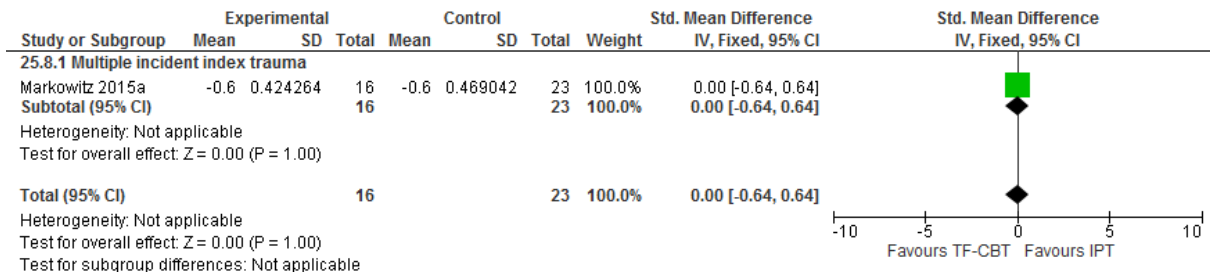 Experimental Control Std. Mean Difference Std. Mean Difference
Study or Subgroup Mean SD Total Mean SD Total Weight IV, Fixed, 95% CI IV, Fixed, 95% CI
25.8.1 Multiple incident index trauma
Markowitz 2015a -0.6 0.424264 16 -0.6 0.469042 23 100.0% 0.00 [-0.64, 0.64]
Subtotal (95% CI) 16 23 100.0% 0.00 [-0.64, 0.64]
Heterogeneity: Not applicable
Test for overall effect: Z = 0.00 (P = 1.00)
Total (95% CI) 16 23 100.0% 0.00 [-0.64, 0.64]
Heterogeneity: Not applicable
Test for overall effect: Z = 0.00 (P = 1.00)
Test for subgroup differences: Not applicable
-10 -5 0 5 10
Favours TF-CBT Favours IPT